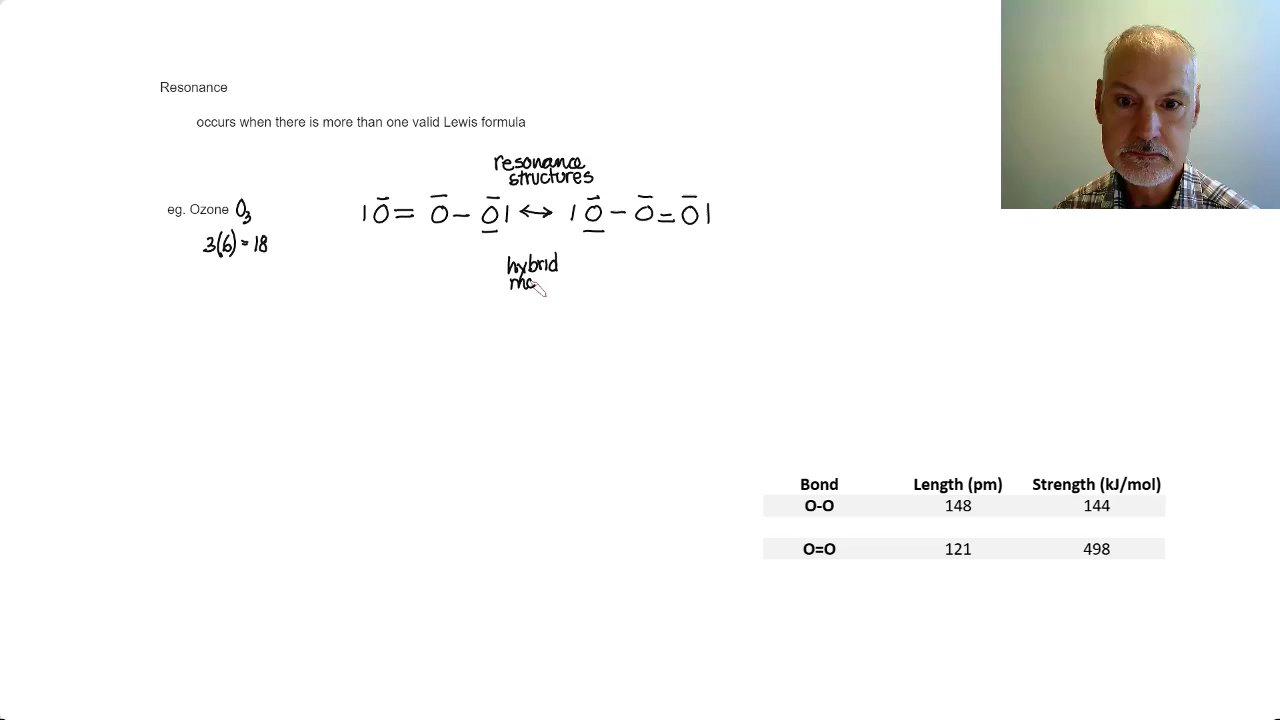 Resonance
occurs when there is more than one valid Lewis formula
resonance
structures
eg. Ozone O₃
|O̅= O̅-O̲̅| ↔ |O̲̅-O̅=O̅|
3(6)=18
hybrid
mo
Bond Length (pm) Strength (kJ/mol)
O-O 148 144
O=O 121 498